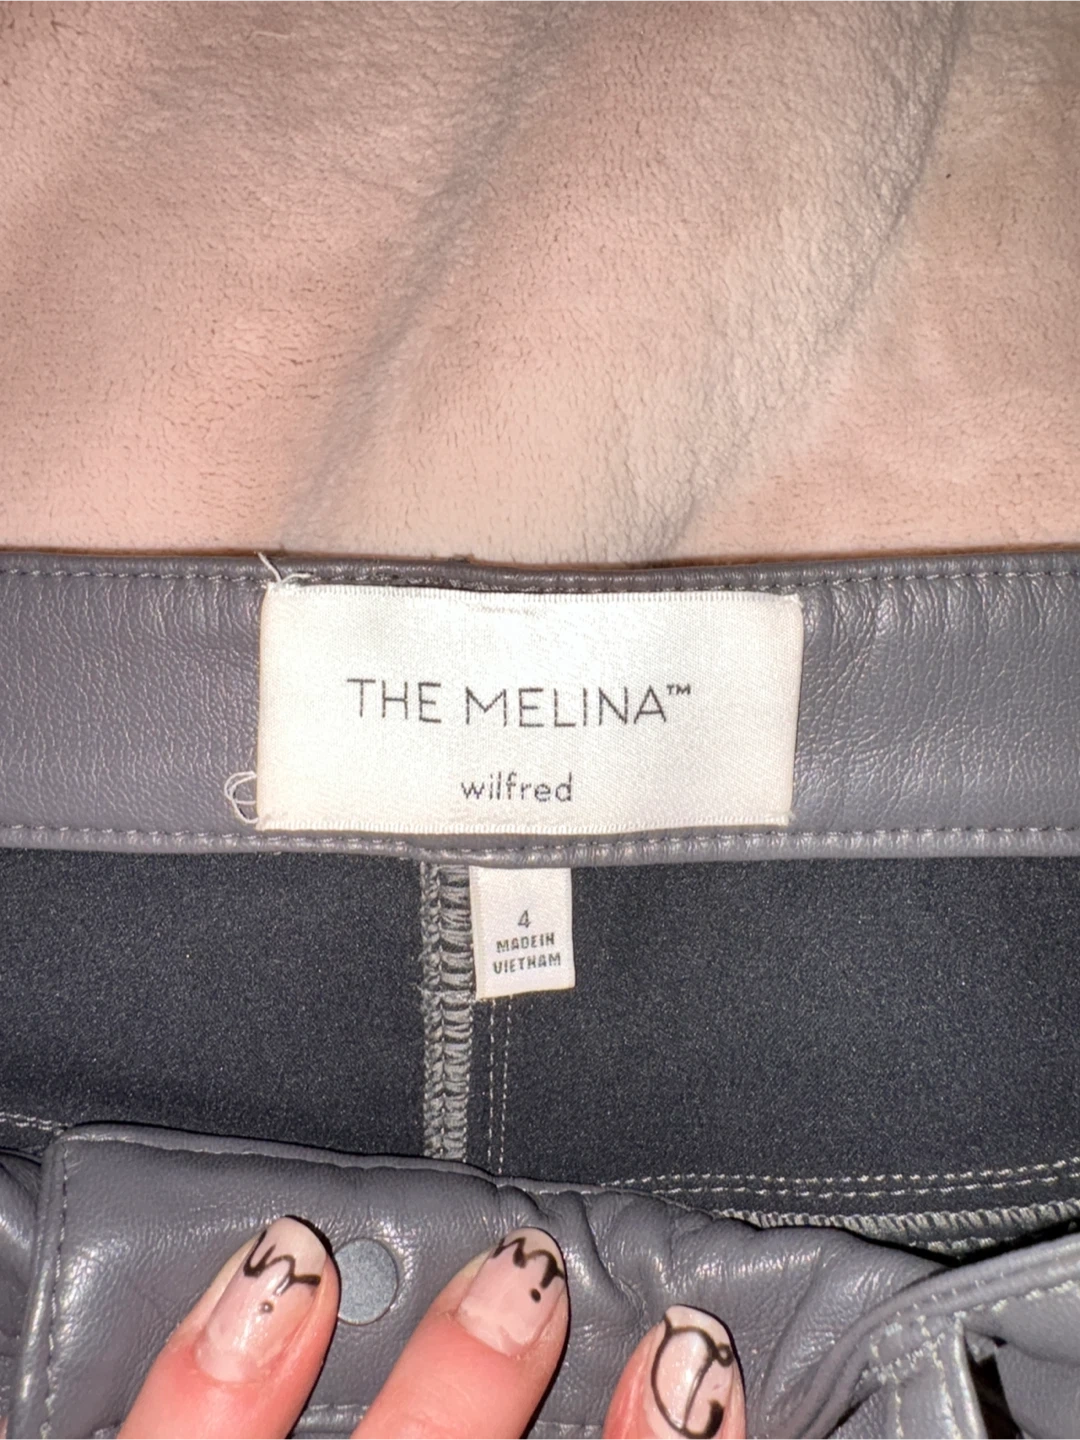 THE MELINA™
wilfred
4
MADE IN
VIETNAM